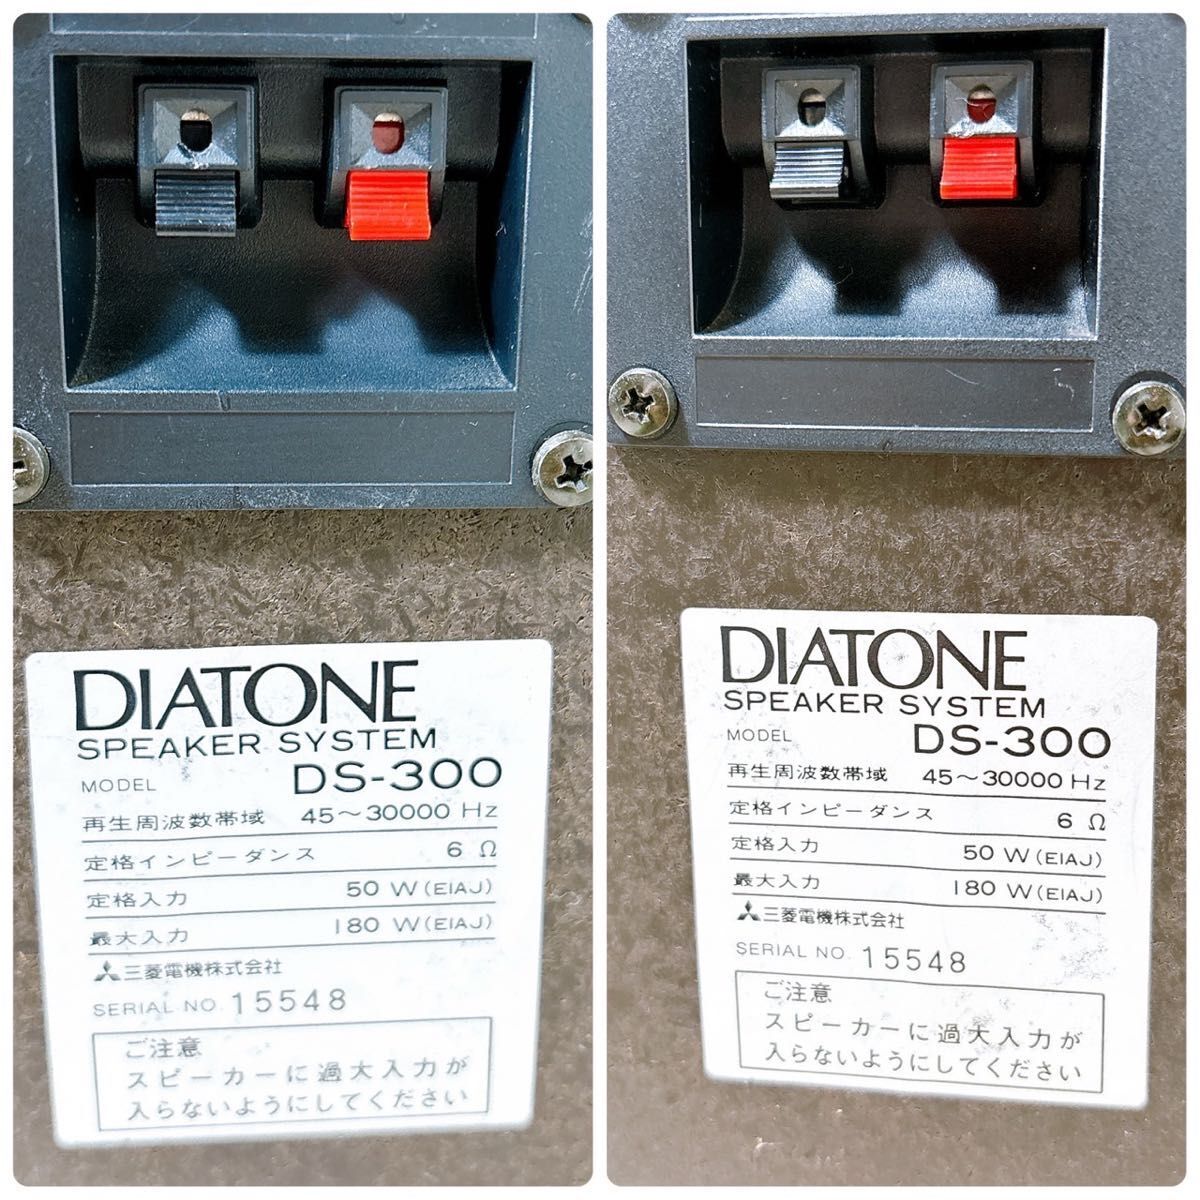 DIATONE
SPEAKER SYSTEM
MODEL DS-300
再生周波数帯域 45～30000 Hz
定格インピーダンス 6 Ω
定格入力 50 W (EIAJ)
最大入力 180 W (EIAJ)
三菱電機株式会社
SERIAL NO. 15548
ご注意
スピーカーに過大入力が
入らないようにしてください
DIATONE
SPEAKER SYSTEM
MODEL DS-300
再生周波数帯域 45～30000 Hz
定格インピーダンス 6 Ω
定格入力 50 W (EIAJ)
最大入力 180 W (EIAJ)
三菱電機株式会社
SERIAL NO. 15548
ご注意
スピーカーに過大入力が
入らないようにしてください